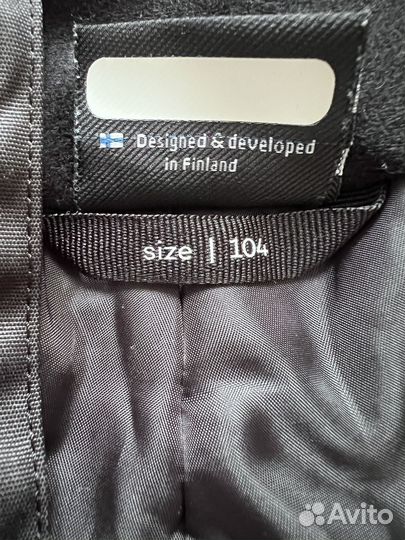 Designed & developed
in Finland
size | 104
Avito